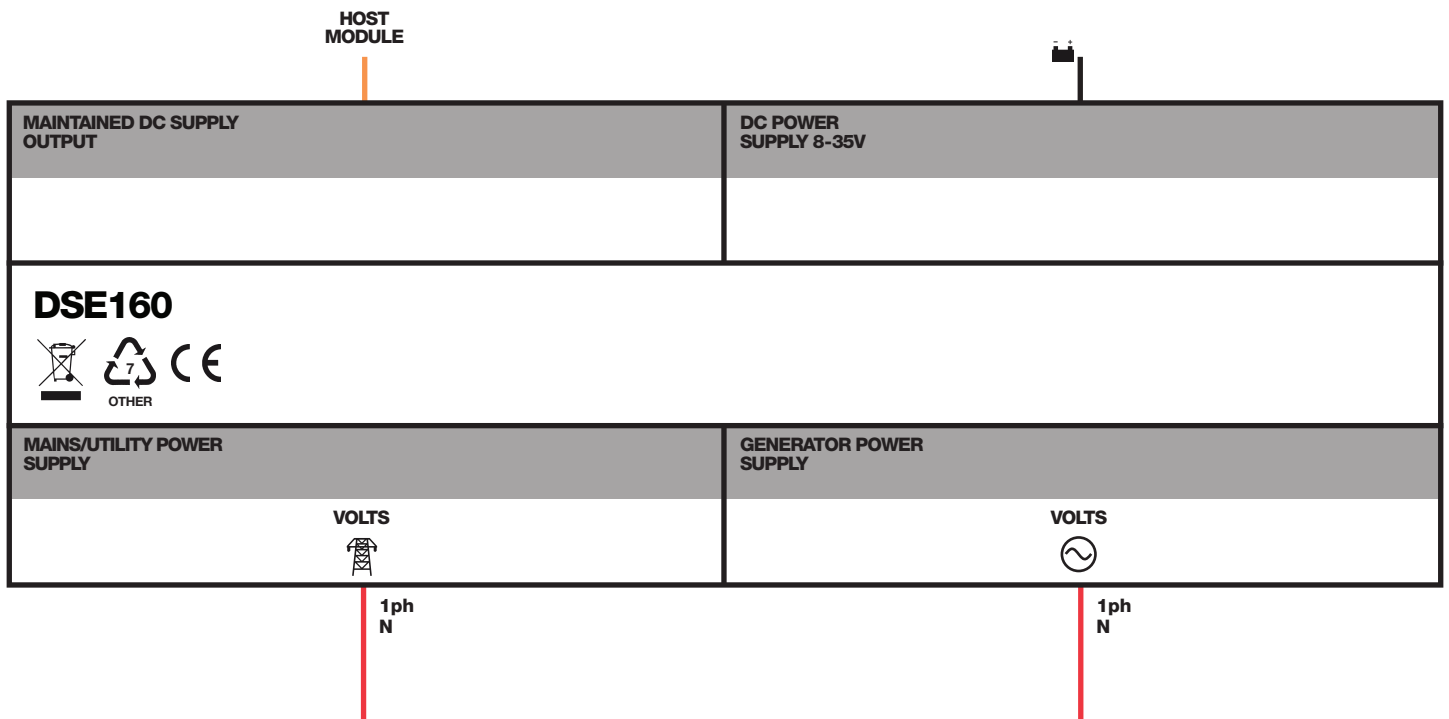 HOST
MODULE
- +
MAINTAINED DC SUPPLY
OUTPUT
DC POWER
SUPPLY 8-35V
DSE160
7
CE
OTHER
MAINS/UTILITY POWER
SUPPLY
GENERATOR POWER
SUPPLY
VOLTS
VOLTS
1ph
N
1ph
N